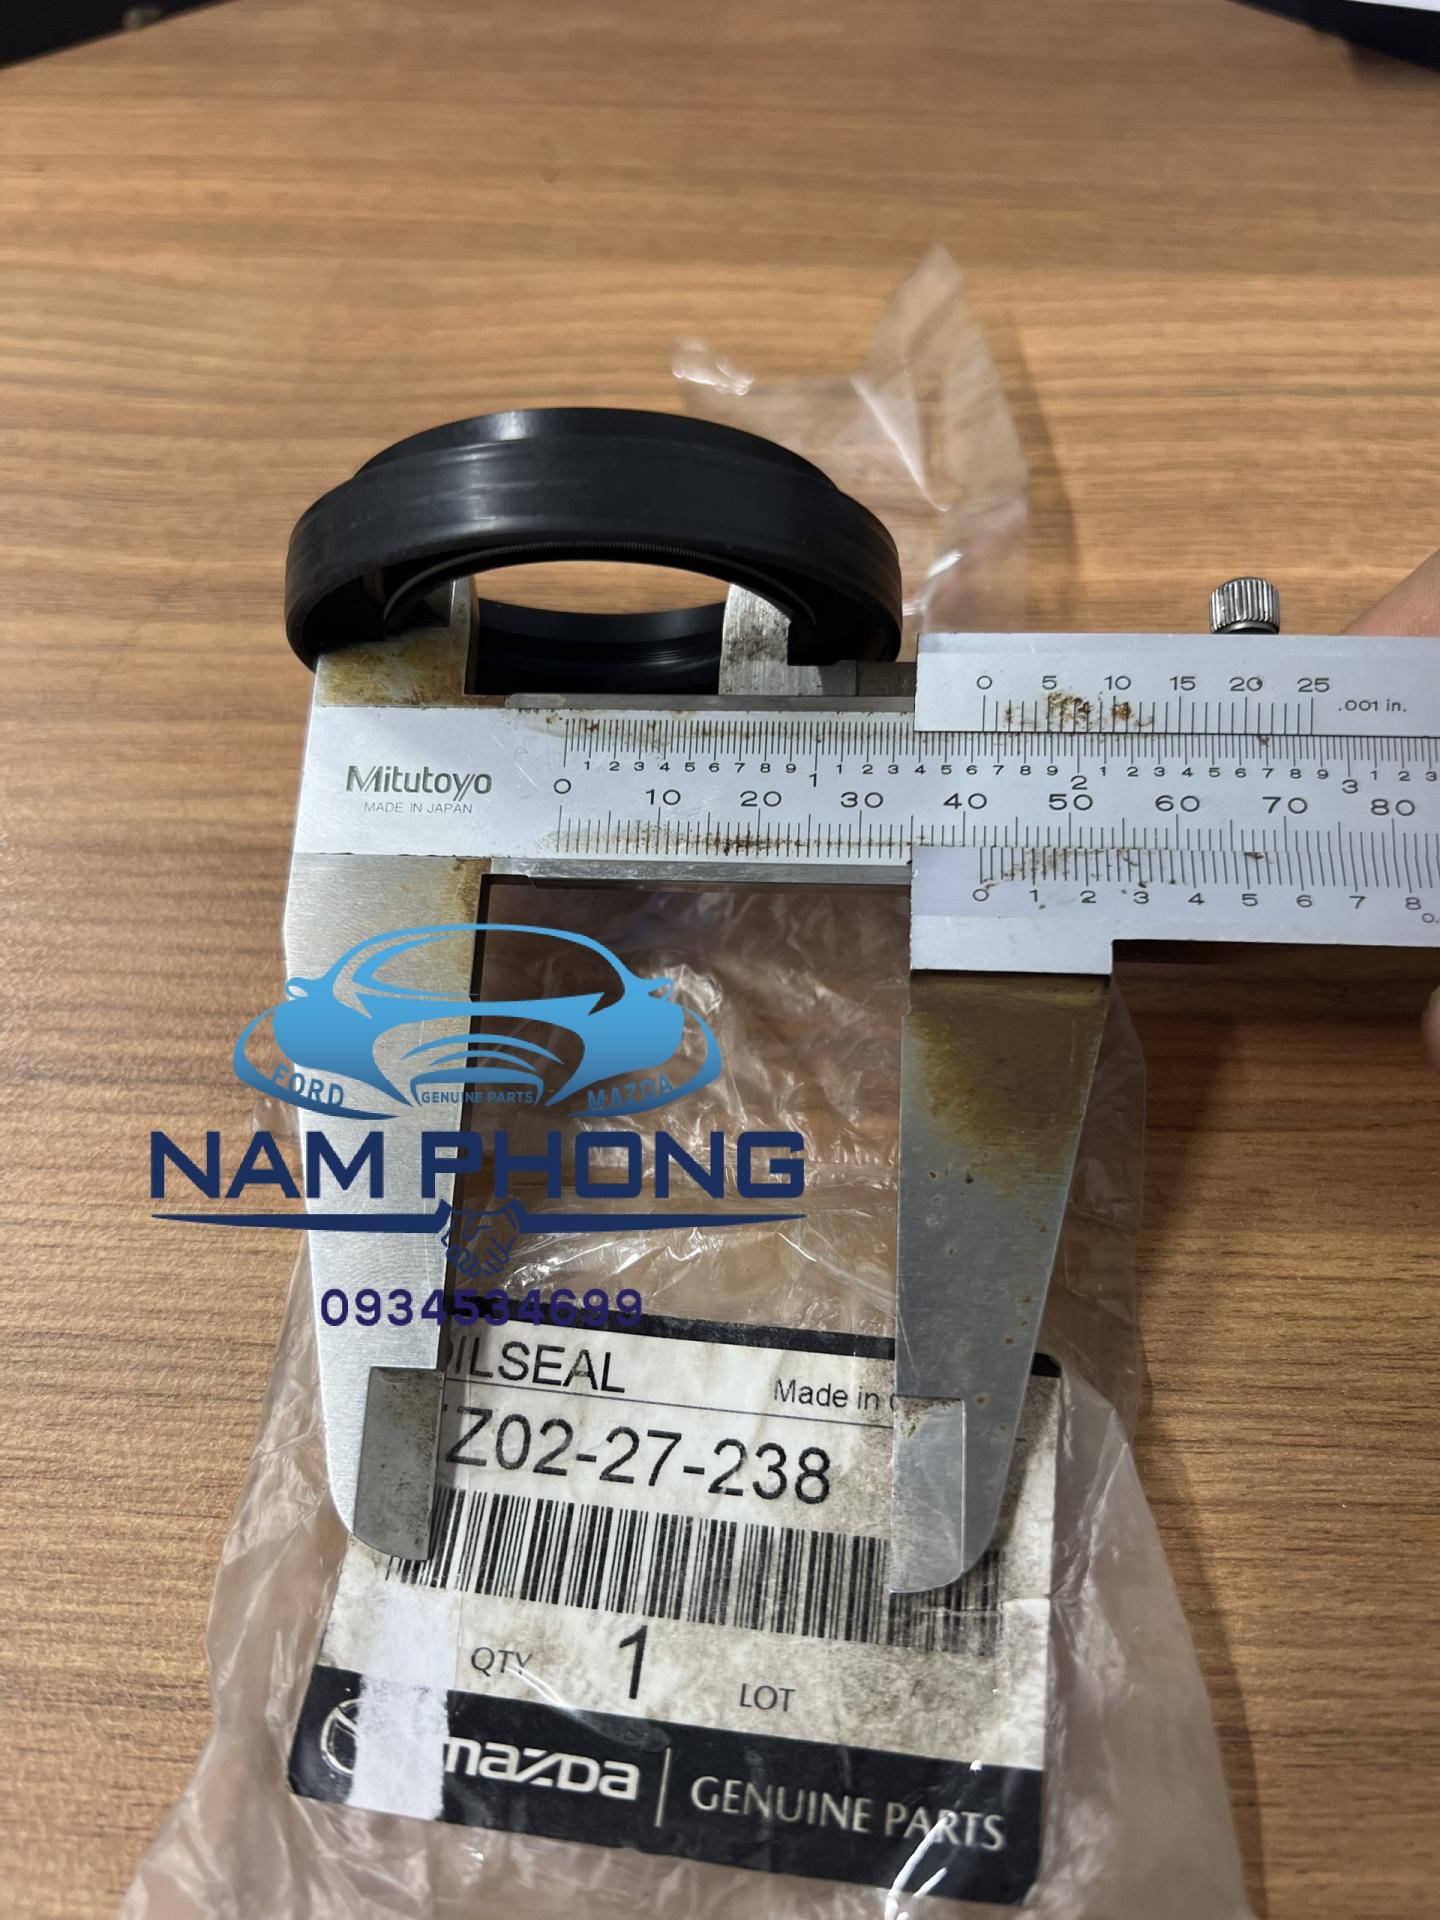 0 5 10 15 20 25
.001 in.
1 2 3 4 5 6 7 8 9 1 1 2 3 4 5 6 7 8 9 2 1 2 3 4 5 6 7 8 9 3 1 2 3
Mitutoyo
MADE IN JAPAN
0 10 20 30 40 50 60 70 80
0 1 2 3 4 5 6 7 8
0.
FORD
GENUINE PARTS
MAZDA
NAM PHONG
0934534699
OILSEAL
Made in
Z02-27-238
QTY 1 LOT
mazDa
GENUINE PARTS